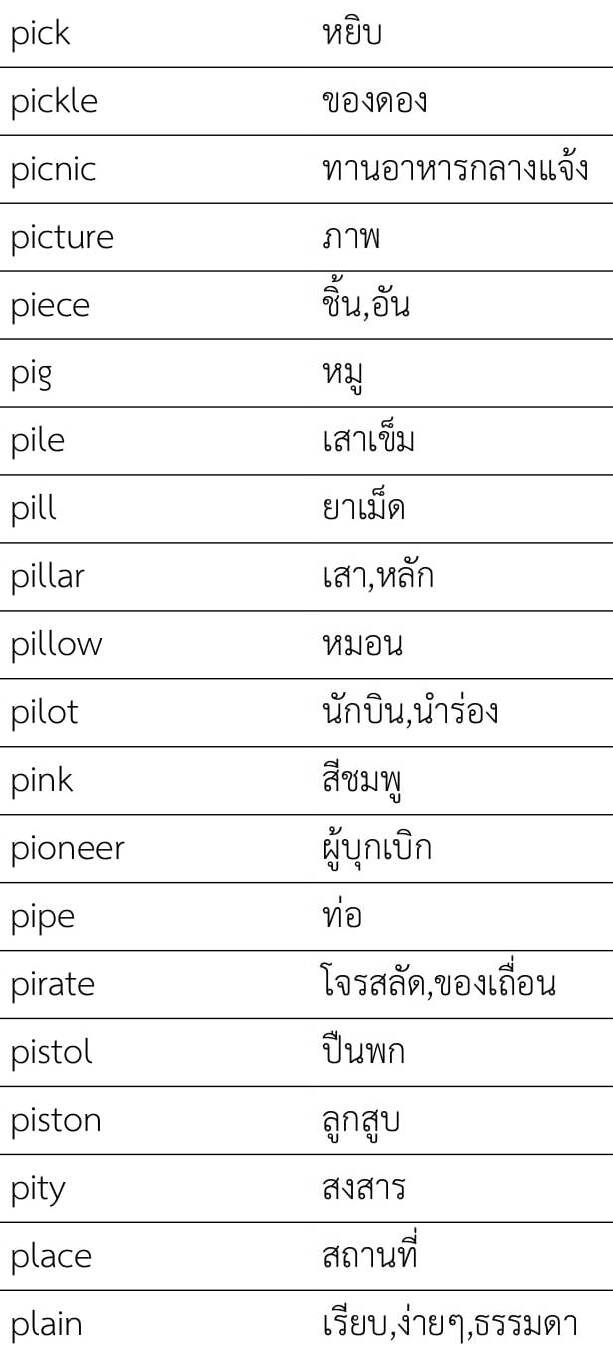 pick หยิบ
pickle ของดอง
picnic ทานอาหารกลางแจ้ง
picture ภาพ
piece ชิ้น,อัน
pig หมู
pile เสาเข็ม
pill ยาเม็ด
pillar เสา,หลัก
pillow หมอน
pilot นักบิน,นำร่อง
pink สีชมพู
pioneer ผู้บุกเบิก
pipe ท่อ
pirate โจรสลัด,ของเถื่อน
pistol ปืนพก
piston ลูกสูบ
pity สงสาร
place สถานที่
plain เรียบ,ง่ายๆ,ธรรมดา